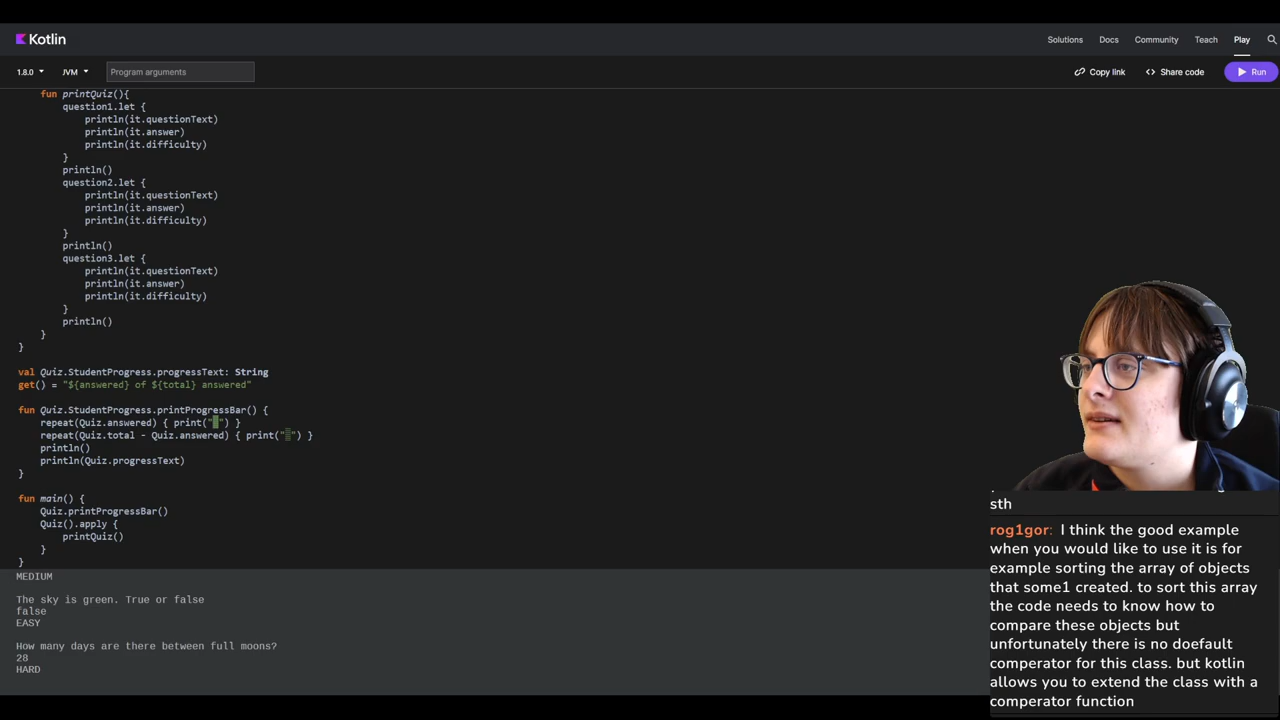 Kotlin
Solutions Docs Community Teach Play
1.8.0 JVM Program arguments Copy link Share code Run
fun printQuiz(){
question1.let {
println(it.questionText)
println(it.answer)
println(it.difficulty)
}
println()
question2.let {
println(it.questionText)
println(it.answer)
println(it.difficulty)
}
println()
question3.let {
println(it.questionText)
println(it.answer)
println(it.difficulty)
}
println()
}
}
val Quiz.StudentProgress.progressText: String
get() = "${answered} of ${total} answered"
fun Quiz.StudentProgress.printProgressBar() {
repeat(Quiz.answered) { print("▓") }
repeat(Quiz.total - Quiz.answered) { print("▒") }
println()
println(Quiz.progressText)
}
fun main() {
Quiz.printProgressBar()
Quiz().apply {
printQuiz()
}
}
MEDIUM
The sky is green. True or false
false
EASY
How many days are there between full moons?
28
HARD
sth
rog1gor: I think the good example
when you would like to use it is for
example sorting the array of objects
that some1 created. to sort this array
the code needs to know how to
compare these objects but
unfortunately there is no doefault
comperator for this class. but kotlin
allows you to extend the class with a
comperator function